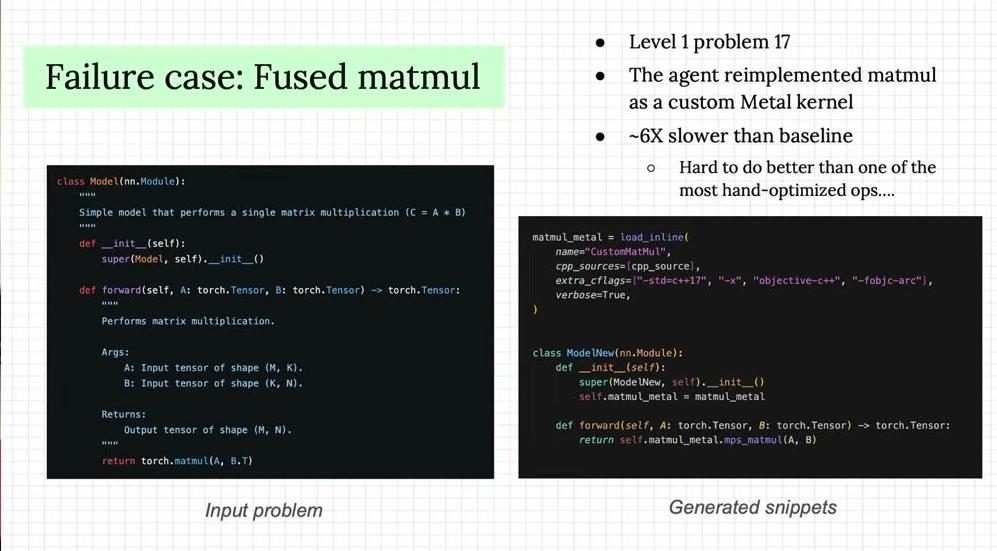 Failure case: Fused matmul
● Level 1 problem 17
● The agent reimplemented matmul
as a custom Metal kernel
● ~6X slower than baseline
○ Hard to do better than one of the
most hand-optimized ops....
class Model(nn.Module):
    """
    Simple model that performs a single matrix multiplication (C = A * B)
    """
    def __init__(self):
        super(Model, self).__init__()

    def forward(self, A: torch.Tensor, B: torch.Tensor) -> torch.Tensor:
        """
        Performs matrix multiplication.

        Args:
            A: Input tensor of shape (M, K).
            B: Input tensor of shape (K, N).

        Returns:
            Output tensor of shape (M, N).
        """
        return torch.matmul(A, B.T)
Input problem
matmul_metal = load_inline(
    name="CustomMatMul",
    cpp_sources=[cpp_source],
    extra_cflags=["-std=c++17", "-x", "objective-c++", "-fobjc-arc"],
    verbose=True,
)

class ModelNew(nn.Module):
    def __init__(self):
        super(ModelNew, self).__init__()
        self.matmul_metal = matmul_metal

    def forward(self, A: torch.Tensor, B: torch.Tensor) -> torch.Tensor:
        return self.matmul_metal.mps_matmul(A, B)
Generated snippets